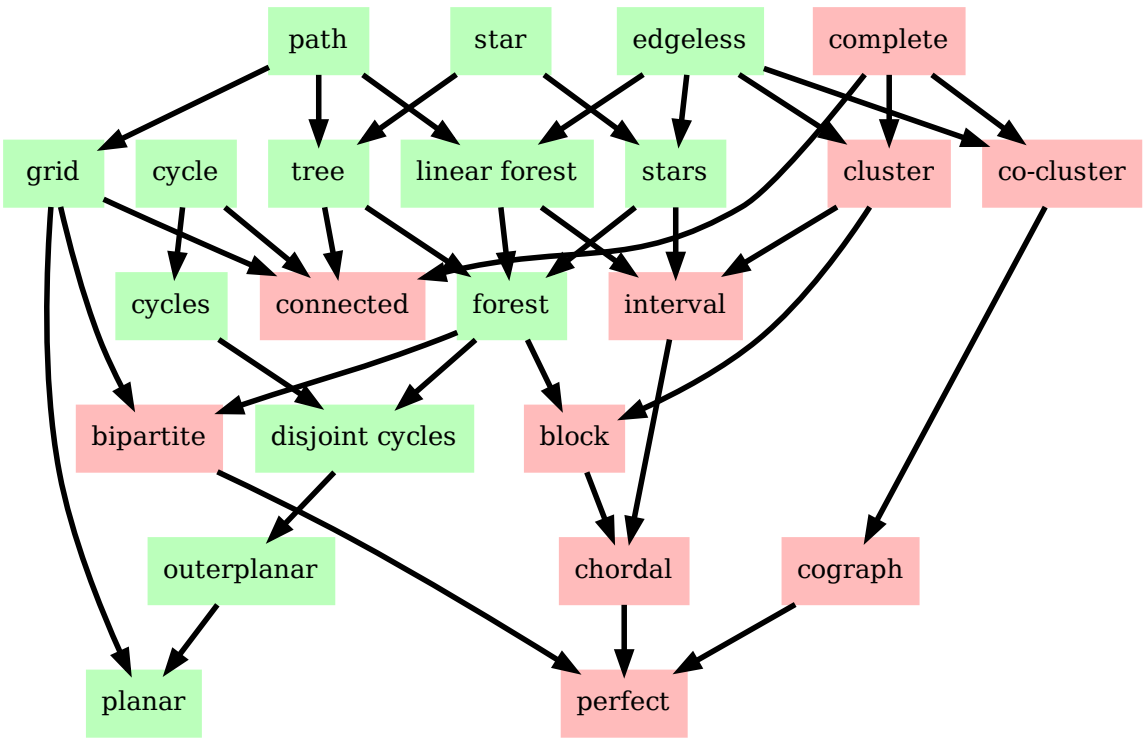 path
star
edgeless
complete
grid
cycle
tree
linear forest
stars
cluster
co-cluster
cycles
connected
forest
interval
bipartite
disjoint cycles
block
outerplanar
chordal
cograph
planar
perfect